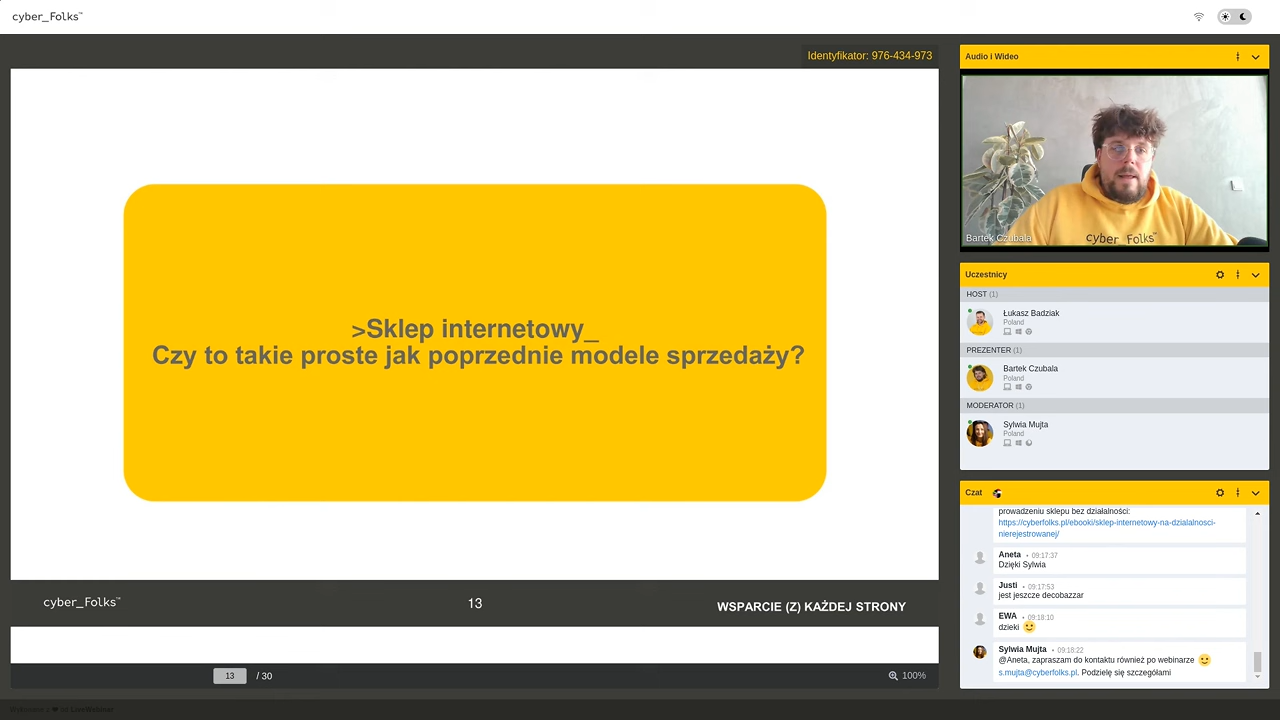 cyber_Folks™
Identyfikator: 976-434-973
>Sklep internetowy_
Czy to takie proste jak poprzednie modele sprzedaży?
cyber_Folks™
13
WSPARCIE (Z) KAŻDEJ STRONY
13 / 30
100%
Audio i Wideo
cyber_Folks™
Bartek Czubala
Uczestnicy
HOST (1)
Łukasz Badziak
Poland
PREZENTER (1)
Bartek Czubala
Poland
MODERATOR (1)
Sylwia Mujta
Poland
Czat
prowadzeniu sklepu bez działalności:
https://cyberfolks.pl/ebooki/sklep-internetowy-na-dzialalnosci-
nierejestrowanej/
Aneta • 09:17:37
Dzięki Sylwia
Justi • 09:17:53
jest jeszcze decobazzar
EWA • 09:18:10
dzieki
Sylwia Mujta • 09:18:22
@Aneta, zapraszam do kontaktu również po webinarze
s.mujta@cyberfolks.pl. Podzielę się szczegółami
LiveWebinar